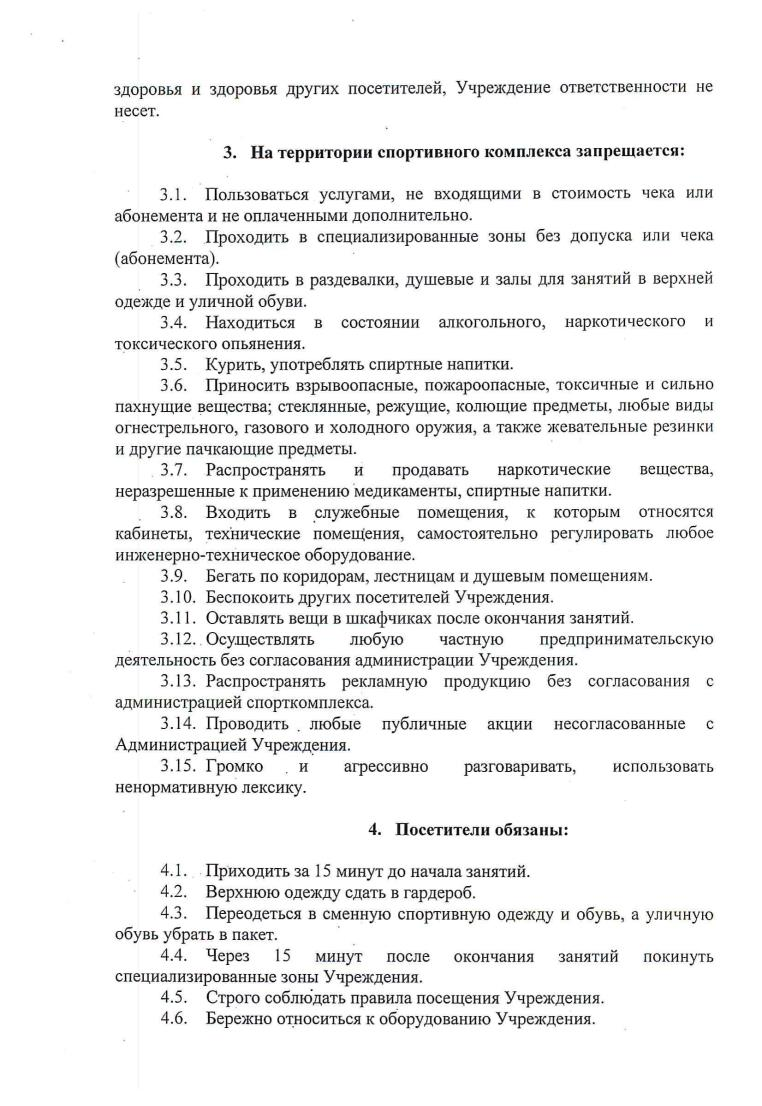 здоровья и здоровья других посетителей, Учреждение ответственности не
несет.
3. На территории спортивного комплекса запрещается:
3.1. Пользоваться услугами, не входящими в стоимость чека или
абонемента и не оплаченными дополнительно.
3.2. Проходить в специализированные зоны без допуска или чека
(абонемента).
3.3. Проходить в раздевалки, душевые и залы для занятий в верхней
одежде и уличной обуви.
3.4. Находиться в состоянии алкогольного, наркотического и
токсического опьянения.
3.5. Курить, употреблять спиртные напитки.
3.6. Приносить взрывоопасные, пожароопасные, токсичные и сильно
пахнущие вещества; стеклянные, режущие, колющие предметы, любые виды
огнестрельного, газового и холодного оружия, а также жевательные резинки
и другие пачкающие предметы.
3.7. Распространять и продавать наркотические вещества,
неразрешенные к применению медикаменты, спиртные напитки.
3.8. Входить в служебные помещения, к которым относятся
кабинеты, технические помещения, самостоятельно регулировать любое
инженерно-техническое оборудование.
3.9. Бегать по коридорам, лестницам и душевым помещениям.
3.10. Беспокоить других посетителей Учреждения.
3.11. Оставлять вещи в шкафчиках после окончания занятий.
3.12. Осуществлять любую частную предпринимательскую
деятельность без согласования администрации Учреждения.
3.13. Распространять рекламную продукцию без согласования с
администрацией спорткомплекса.
3.14. Проводить любые публичные акции несогласованные с
Администрацией Учреждения.
3.15. Громко и агрессивно разговаривать, использовать
ненормативную лексику.
4. Посетители обязаны:
4.1. Приходить за 15 минут до начала занятий.
4.2. Верхнюю одежду сдать в гардероб.
4.3. Переодеться в сменную спортивную одежду и обувь, а уличную
обувь убрать в пакет.
4.4. Через 15 минут после окончания занятий покинуть
специализированные зоны Учреждения.
4.5. Строго соблюдать правила посещения Учреждения.
4.6. Бережно относиться к оборудованию Учреждения.